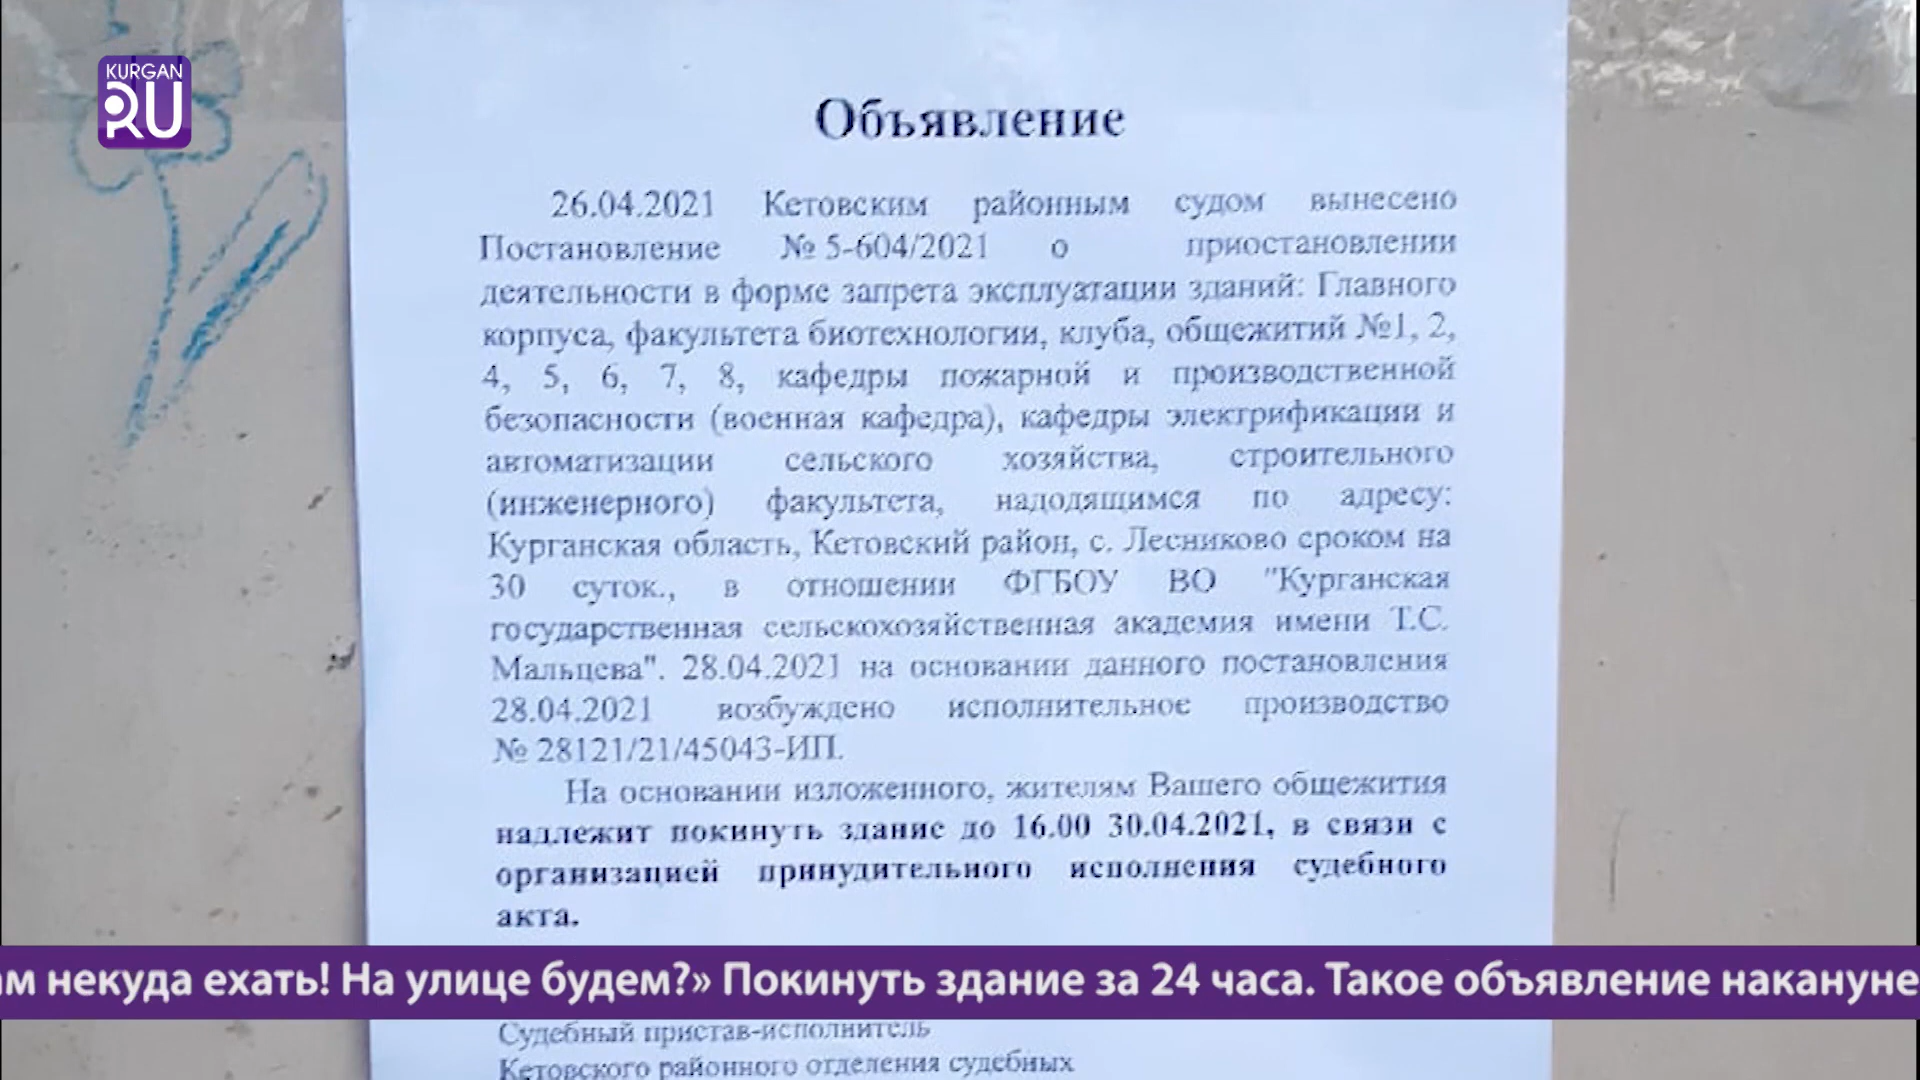 KURGAN
RU
Объявление
26.04.2021 Кетовским районным судом вынесено
Постановление № 5-604/2021 о приостановлении
деятельности в форме запрета эксплуатации зданий: Главного
корпуса, факультета биотехнологии, клуба, общежитий №1, 2,
4, 5, 6, 7, 8, кафедры пожарной и производственной
безопасности (военная кафедра), кафедры электрификации и
автоматизации сельского хозяйства, строительного
(инженерного) факультета, надодящимся по адресу:
Курганская область, Кетовский район, с. Лесниково сроком на
30 суток., в отношении ФГБОУ ВО "Курганская
государственная сельскохозяйственная академия имени Т.С.
Мальцева". 28.04.2021 на основании данного постановления
28.04.2021 возбуждено исполнительное производство
№ 28121/21/45043-ИП.
На основании изложенного, жителям Вашего общежития
надлежит покинуть здание до 16.00 30.04.2021, в связи с
организацией принудительного исполнения судебного
акта.
ам некуда ехать! На улице будем?» Покинуть здание за 24 часа. Такое объявление накануне
Судебный пристав-исполнитель
Кетовского районного отделения судебных